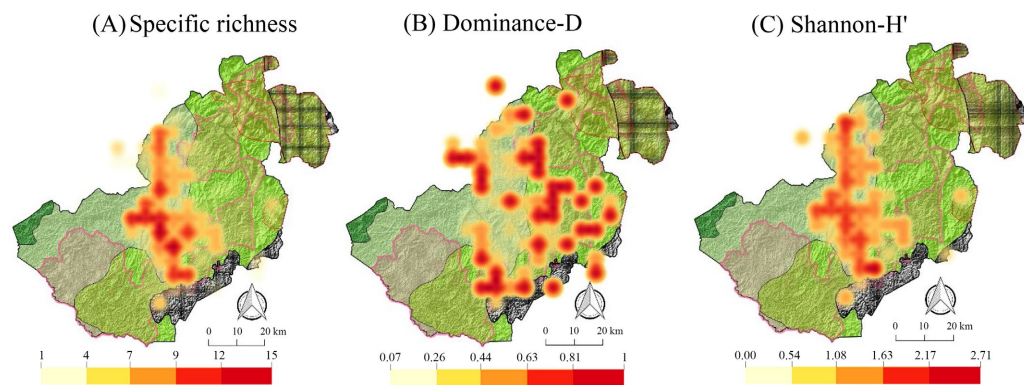 (A) Specific richness
(B) Dominance-D
(C) Shannon-H'
0 10 20 km
0 10 20 km
0 10 20 km
1 4 7 9 12 15
0.07 0.26 0.44 0.63 0.81 1
0.00 0.54 1.08 1.63 2.17 2.71